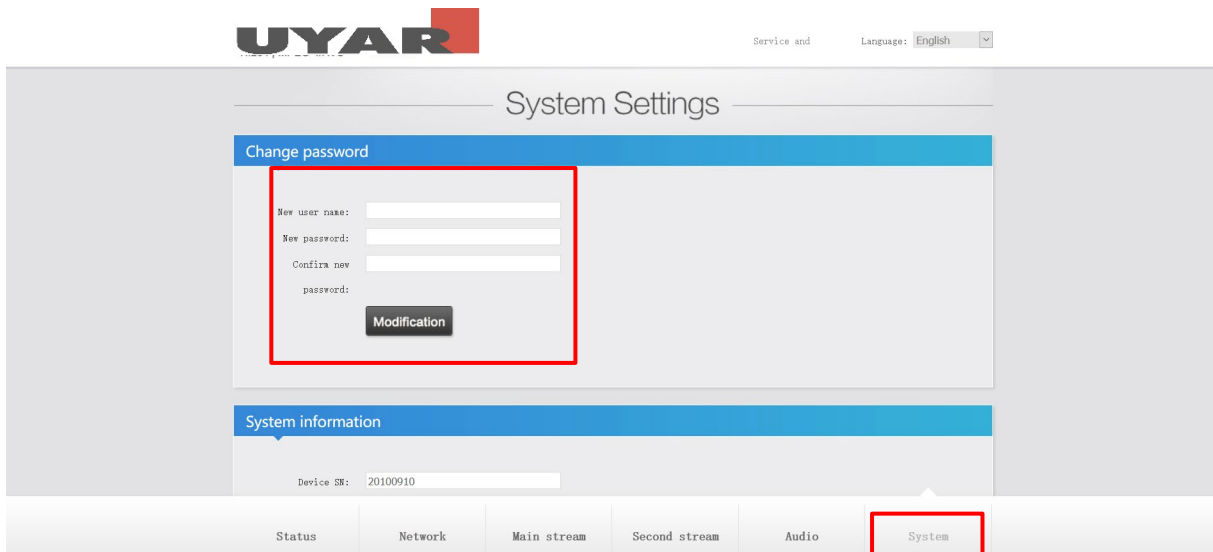 UYAR
Service and
Language: English
System Settings
Change password
New user name:
New password:
Confirm new
password:
Modification
System information
Device SN: 20100910
Status Network Main stream Second stream Audio System